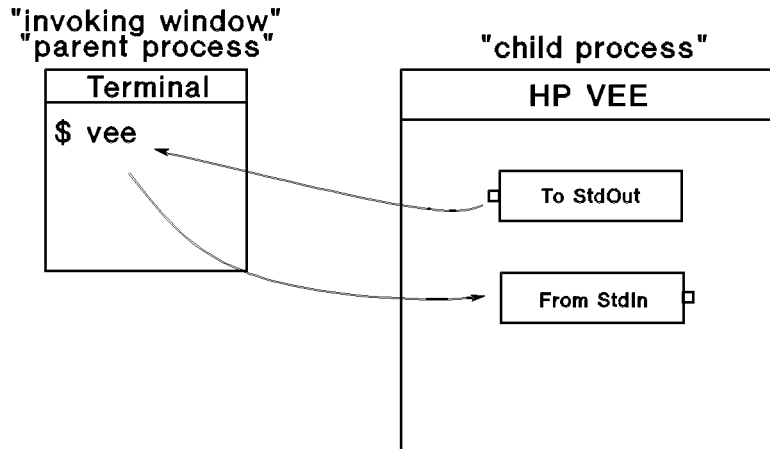 "invoking window"
"parent process"
Terminal
$ vee
"child process"
HP VEE
To StdOut
From StdIn